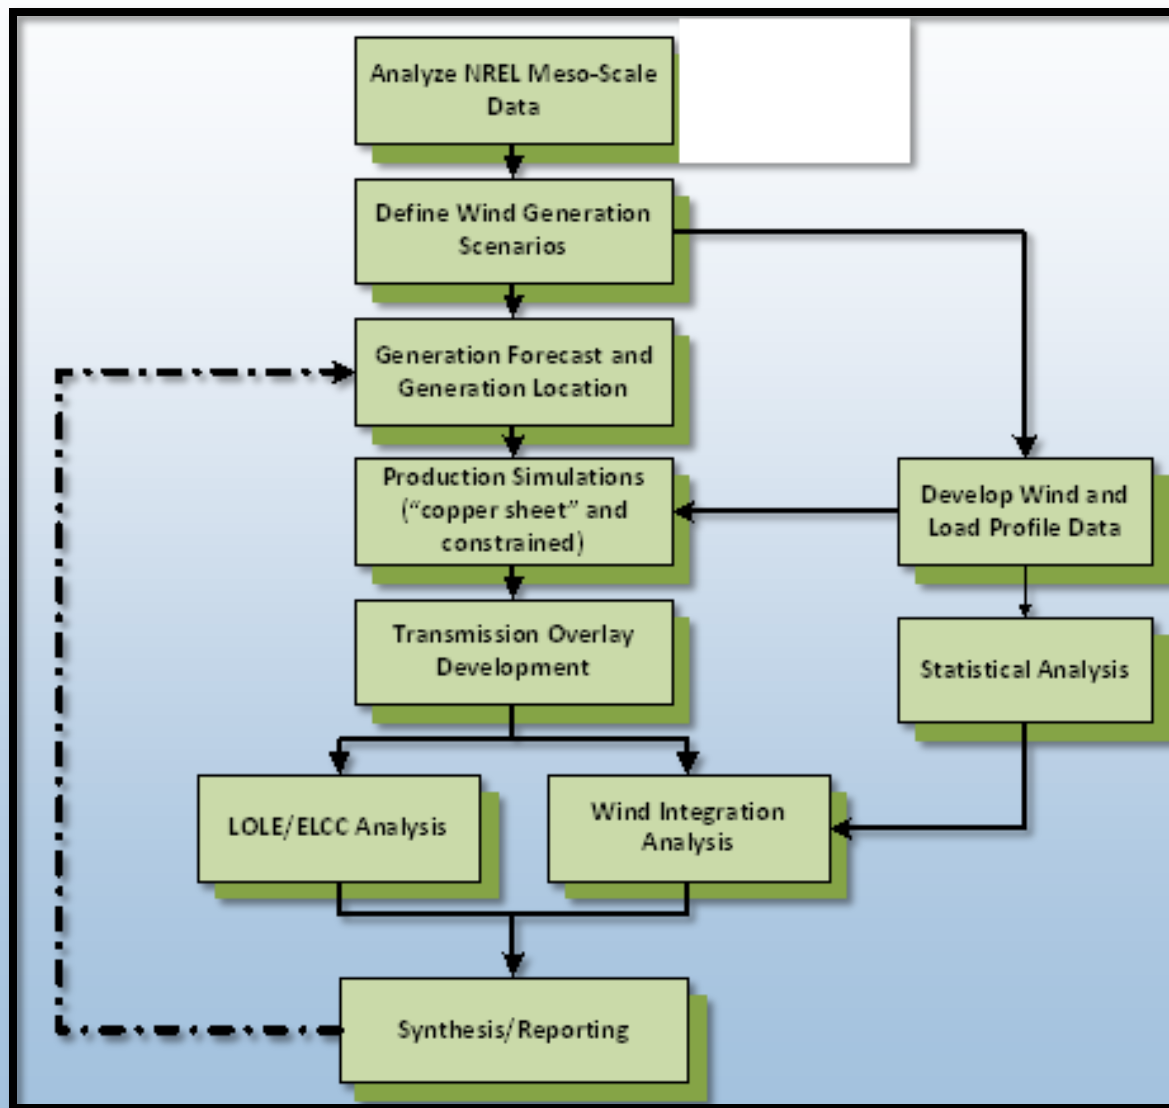 Analyze NREL Meso-Scale
Data
Define Wind Generation
Scenarios
Generation Forecast and
Generation Location
Production Simulations
(“copper sheet” and
constrained)
Develop Wind and
Load Profile Data
Transmission Overlay
Development
Statistical Analysis
LOLE/ELCC Analysis
Wind Integration
Analysis
Synthesis/Reporting